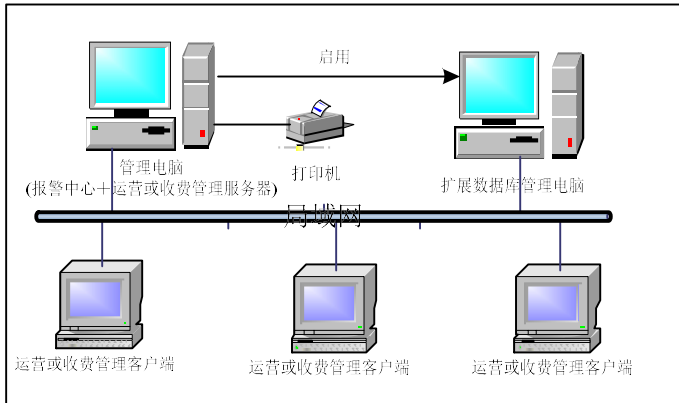 启用
管理电脑
(报警中心+运营或收费管理服务器)
打印机
扩展数据库管理电脑
局域网
运营或收费管理客户端
运营或收费管理客户端
运营或收费管理客户端